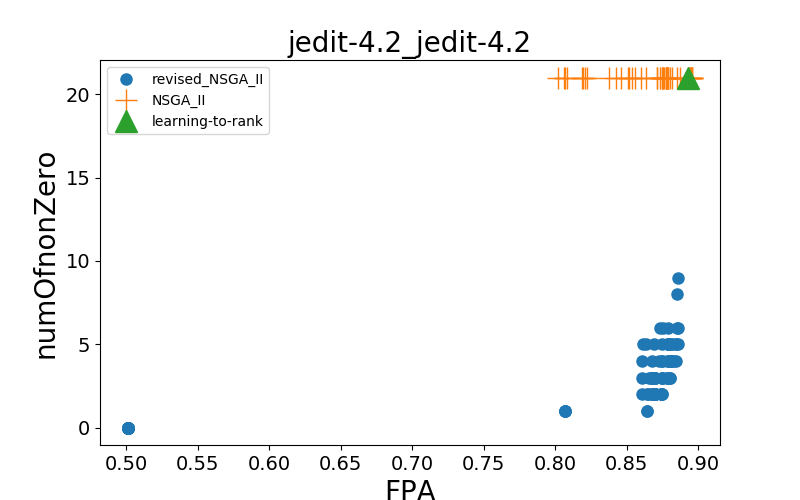 jedit-4.2_jedit-4.2
revised_NSGA_II
NSGA_II
learning-to-rank
numOfnonZero
20
15
10
5
0
0.50 0.55 0.60 0.65 0.70 0.75 0.80 0.85 0.90
FPA